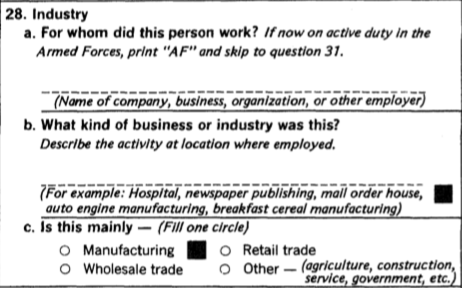 28. Industry
a. For whom did this person work? If now on active duty in the
Armed Forces, print "AF" and skip to question 31.
(Name of company, business, organization, or other employer)
b. What kind of business or industry was this?
Describe the activity at location where employed.
(For example: Hospital, newspaper publishing, mail order house,
auto engine manufacturing, breakfast cereal manufacturing)
c. Is this mainly — (Fill one circle)
Manufacturing Retail trade
Wholesale trade Other — (agriculture, construction,
service, government, etc.)